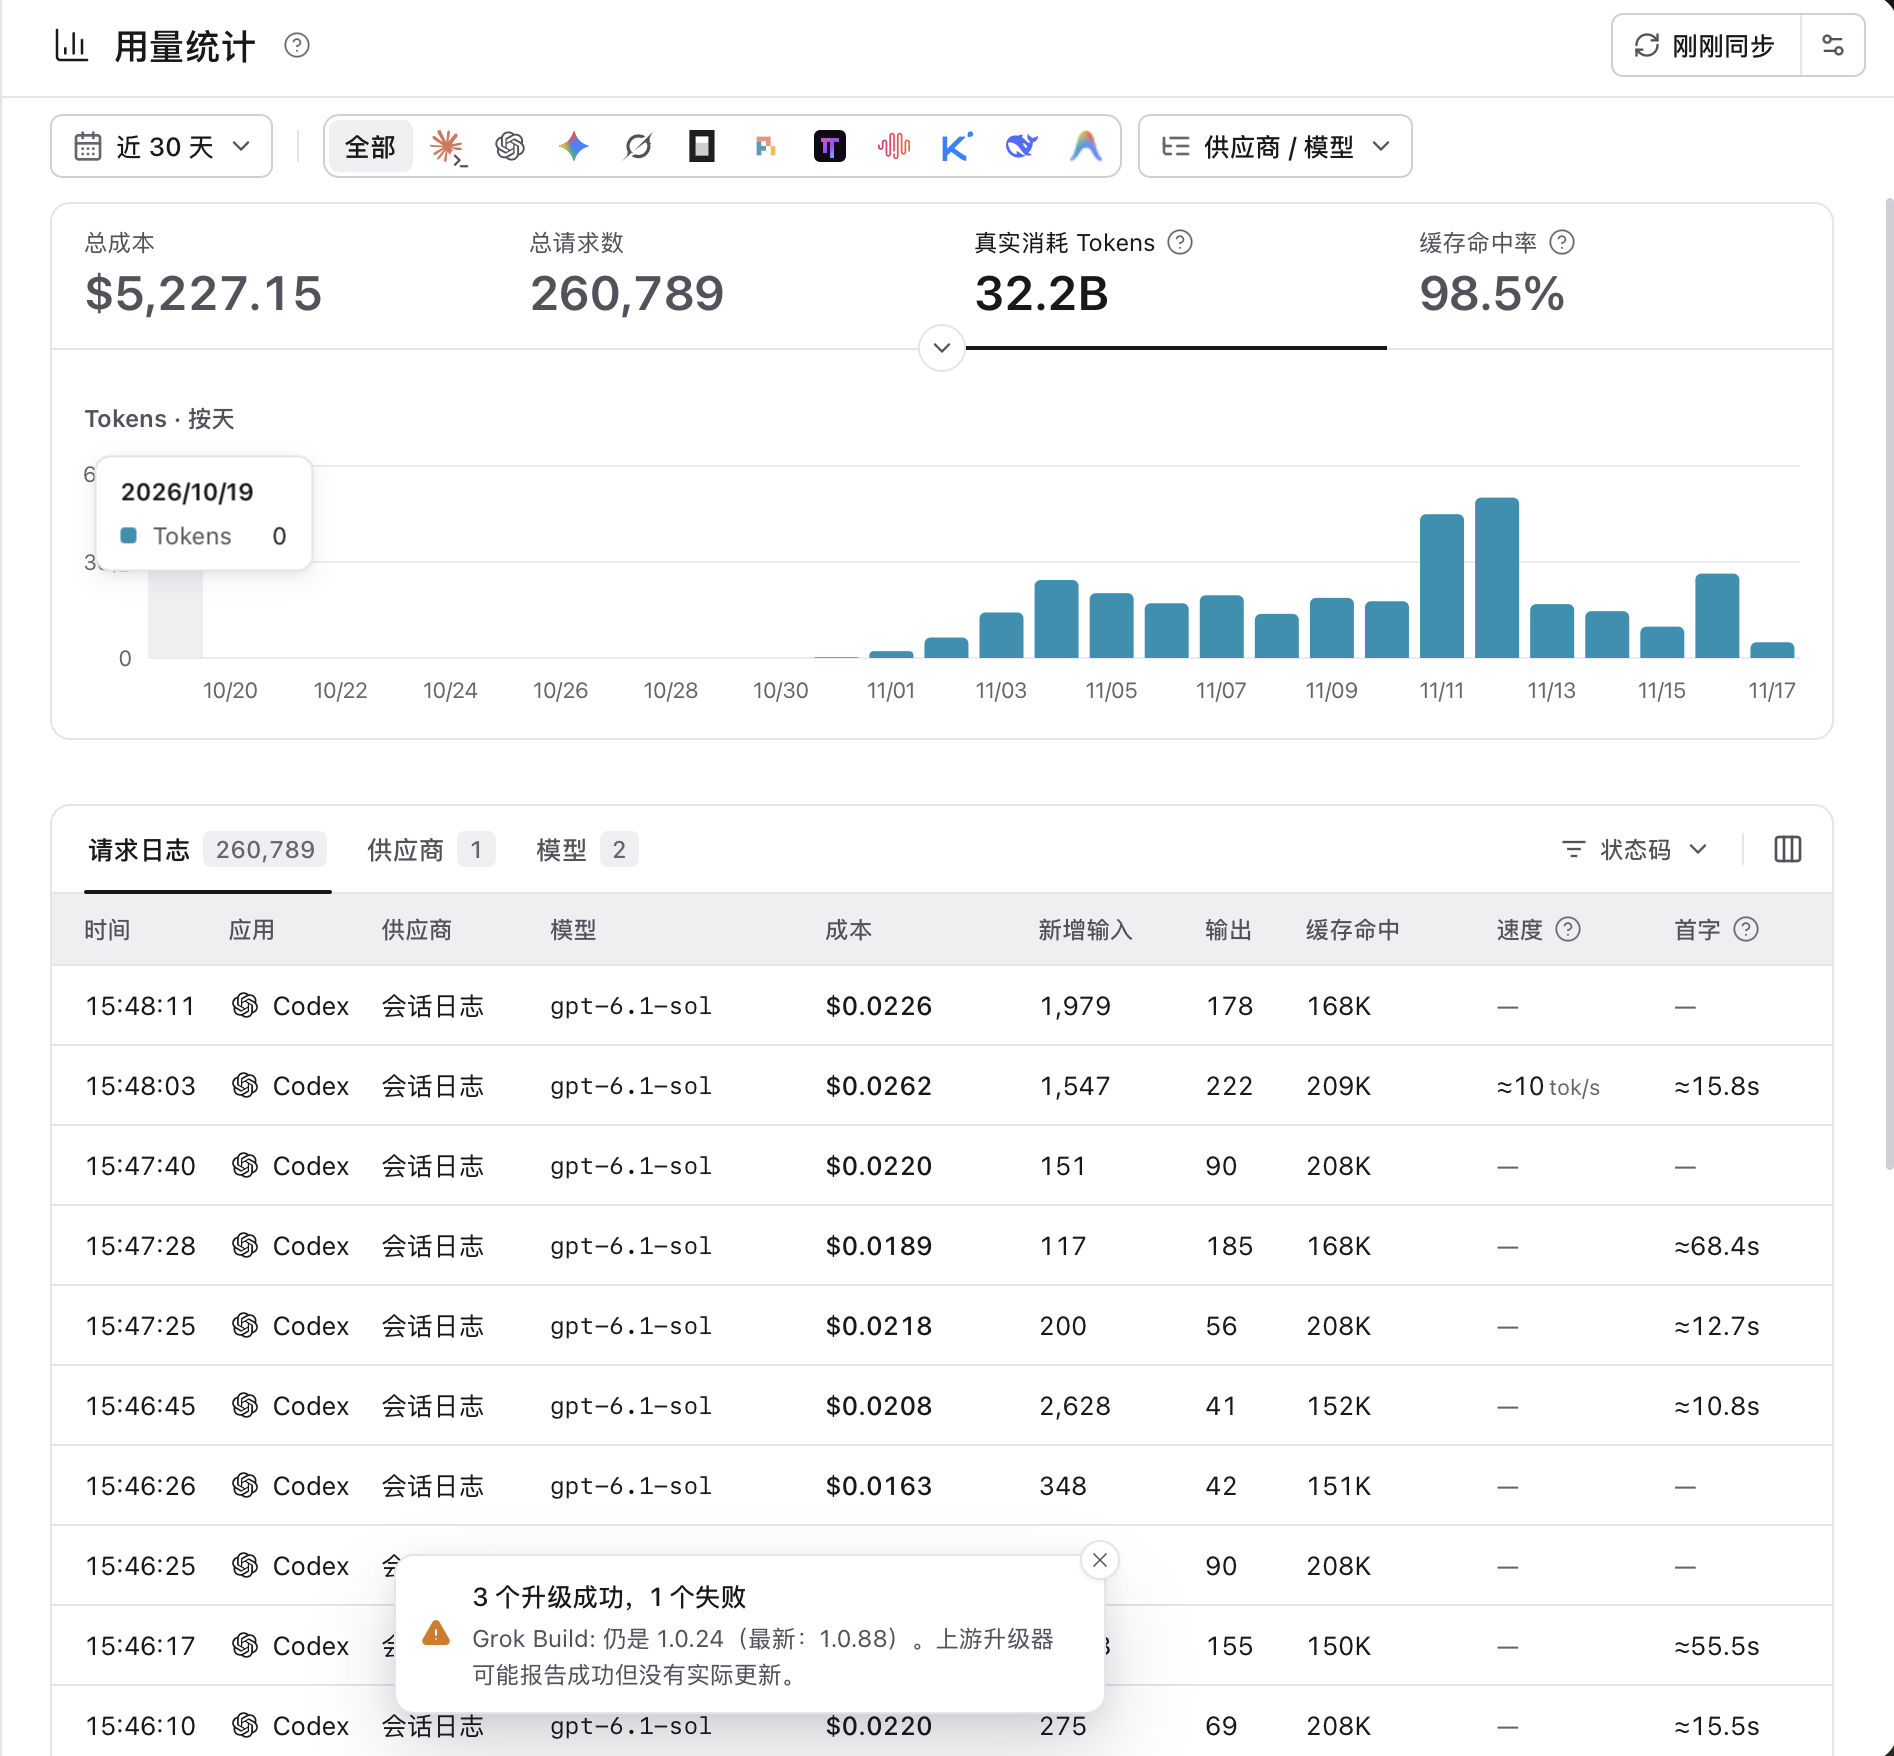 用量统计
刚刚同步
近 30 天
全部
供应商 / 模型
总成本
$5,227.15
总请求数
260,789
真实消耗 Tokens
32.2B
缓存命中率
98.5%
Tokens · 按天
2026/10/19
Tokens 0
0
10/20 10/22 10/24 10/26 10/28 10/30 11/01 11/03 11/05 11/07 11/09 11/11 11/13 11/15 11/17
请求日志 260,789 供应商 1 模型 2 状态码
时间 应用 供应商 模型 成本 新增输入 输出 缓存命中 速度 首字
15:48:11 Codex 会话日志 gpt-6.1-sol $0.0226 1,979 178 168K — —
15:48:03 Codex 会话日志 gpt-6.1-sol $0.0262 1,547 222 209K ≈10 tok/s ≈15.8s
15:47:40 Codex 会话日志 gpt-6.1-sol $0.0220 151 90 208K — —
15:47:28 Codex 会话日志 gpt-6.1-sol $0.0189 117 185 168K — ≈68.4s
15:47:25 Codex 会话日志 gpt-6.1-sol $0.0218 200 56 208K — ≈12.7s
15:46:45 Codex 会话日志 gpt-6.1-sol $0.0208 2,628 41 152K — ≈10.8s
15:46:26 Codex 会话日志 gpt-6.1-sol $0.0163 348 42 151K — —
15:46:25 Codex 90 208K — —
15:46:17 Codex 155 150K — ≈55.5s
3 个升级成功，1 个失败
Grok Build: 仍是 1.0.24（最新：1.0.88）。上游升级器
可能报告成功但没有实际更新。
15:46:10 Codex 会话日志 gpt-6.1-sol $0.0220 275 69 208K — ≈15.5s